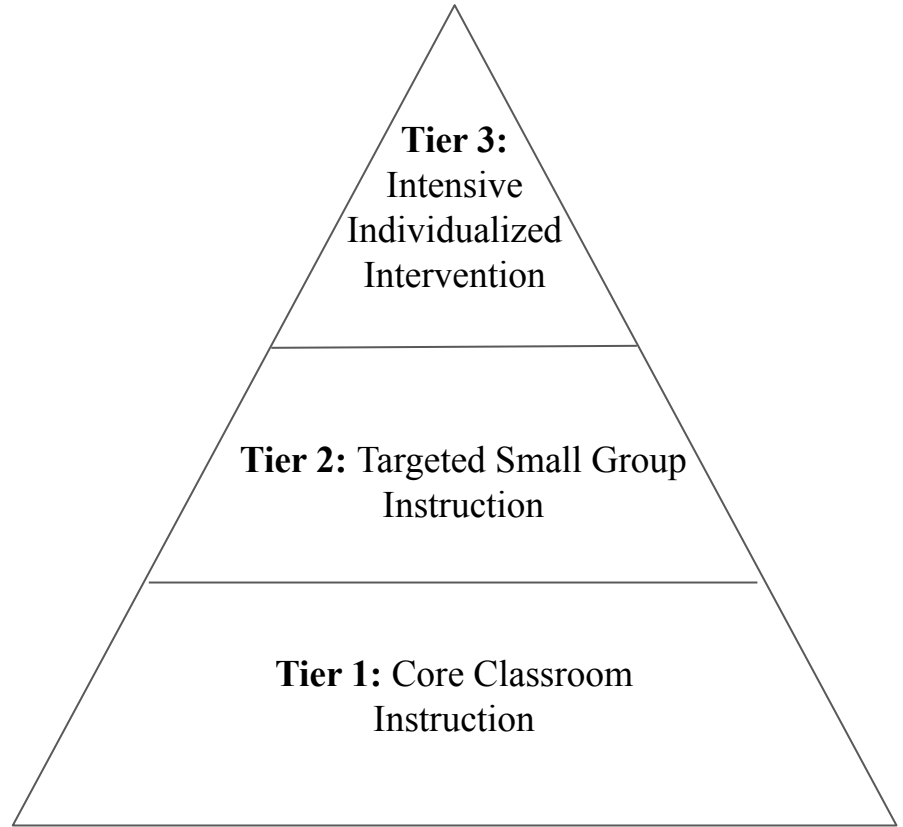 Tier 3:
Intensive
Individualized
Intervention
Tier 2: Targeted Small Group
Instruction
Tier 1: Core Classroom
Instruction